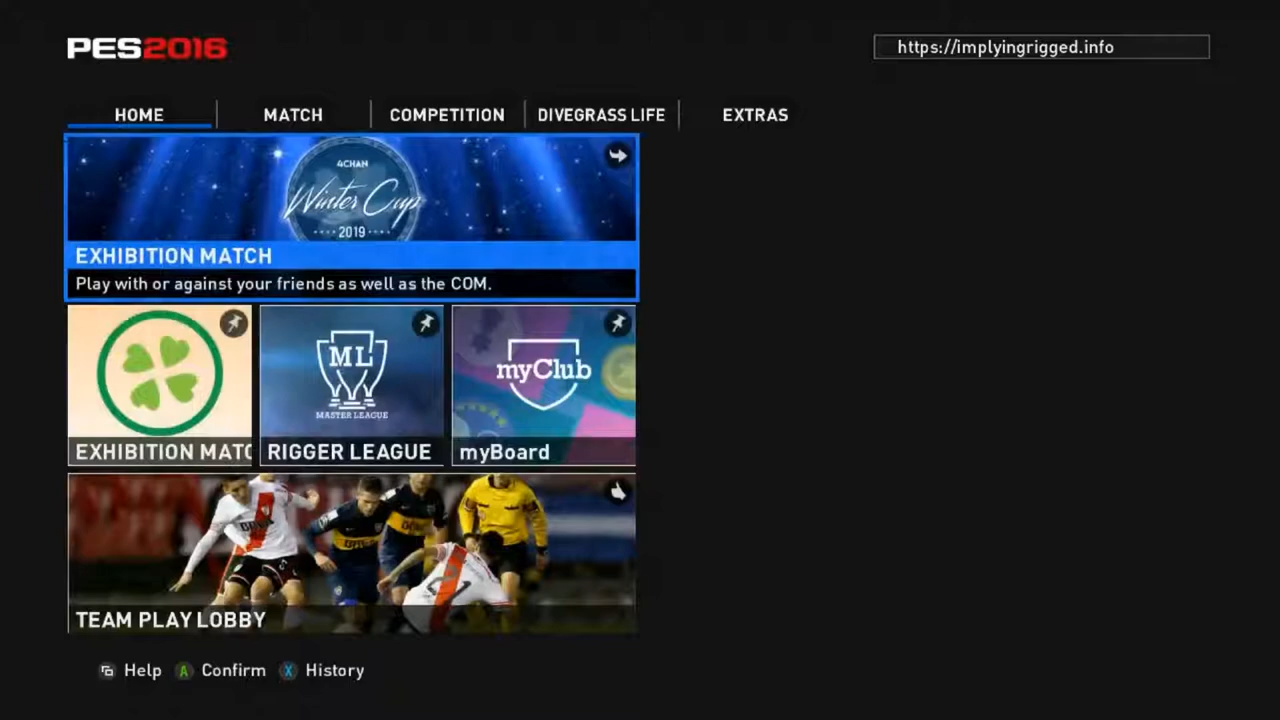 PES2016
https://implyingrigged.info
HOME
MATCH
COMPETITION
DIVEGRASS LIFE
EXTRAS
4CHAN
Winter Cup
2019
EXHIBITION MATCH
Play with or against your friends as well as the COM.
ML
MASTER LEAGUE
myClub
EXHIBITION MATC
RIGGER LEAGUE
myBoard
TEAM PLAY LOBBY
Help
A Confirm
X History